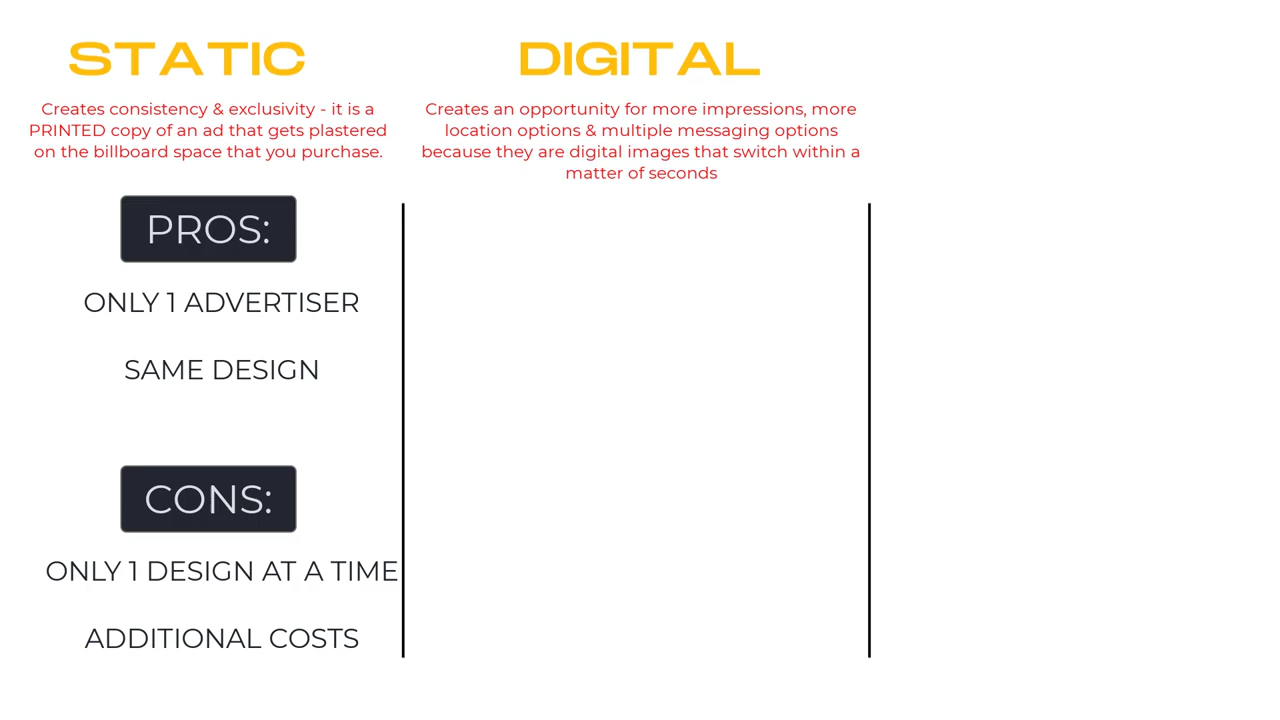 STATIC
Creates consistency & exclusivity - it is a
PRINTED copy of an ad that gets plastered
on the billboard space that you purchase.
PROS:
ONLY 1 ADVERTISER
SAME DESIGN
CONS:
ONLY 1 DESIGN AT A TIME
ADDITIONAL COSTS
DIGITAL
Creates an opportunity for more impressions, more
location options & multiple messaging options
because they are digital images that switch within a
matter of seconds